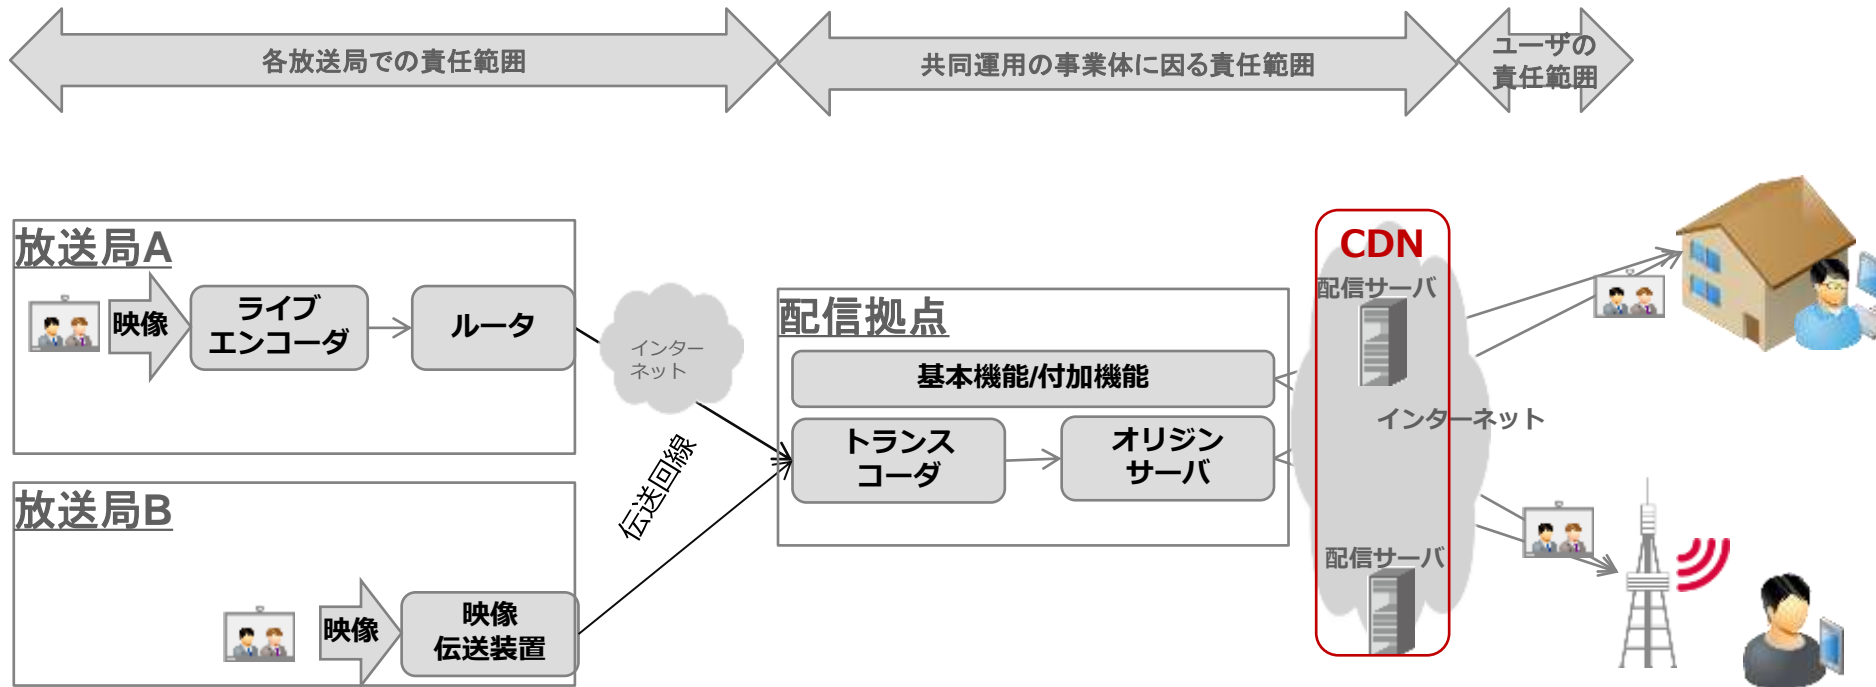 各放送局での責任範囲
共同運用の事業体に因る責任範囲
ユーザの
責任範囲
放送局A
映像
ライブ
エンコーダ
ルータ
インター
ネット
伝送回線
放送局B
映像
映像
伝送装置
配信拠点
基本機能/付加機能
トランス
コーダ
オリジン
サーバ
CDN
配信サーバ
インターネット
配信サーバ